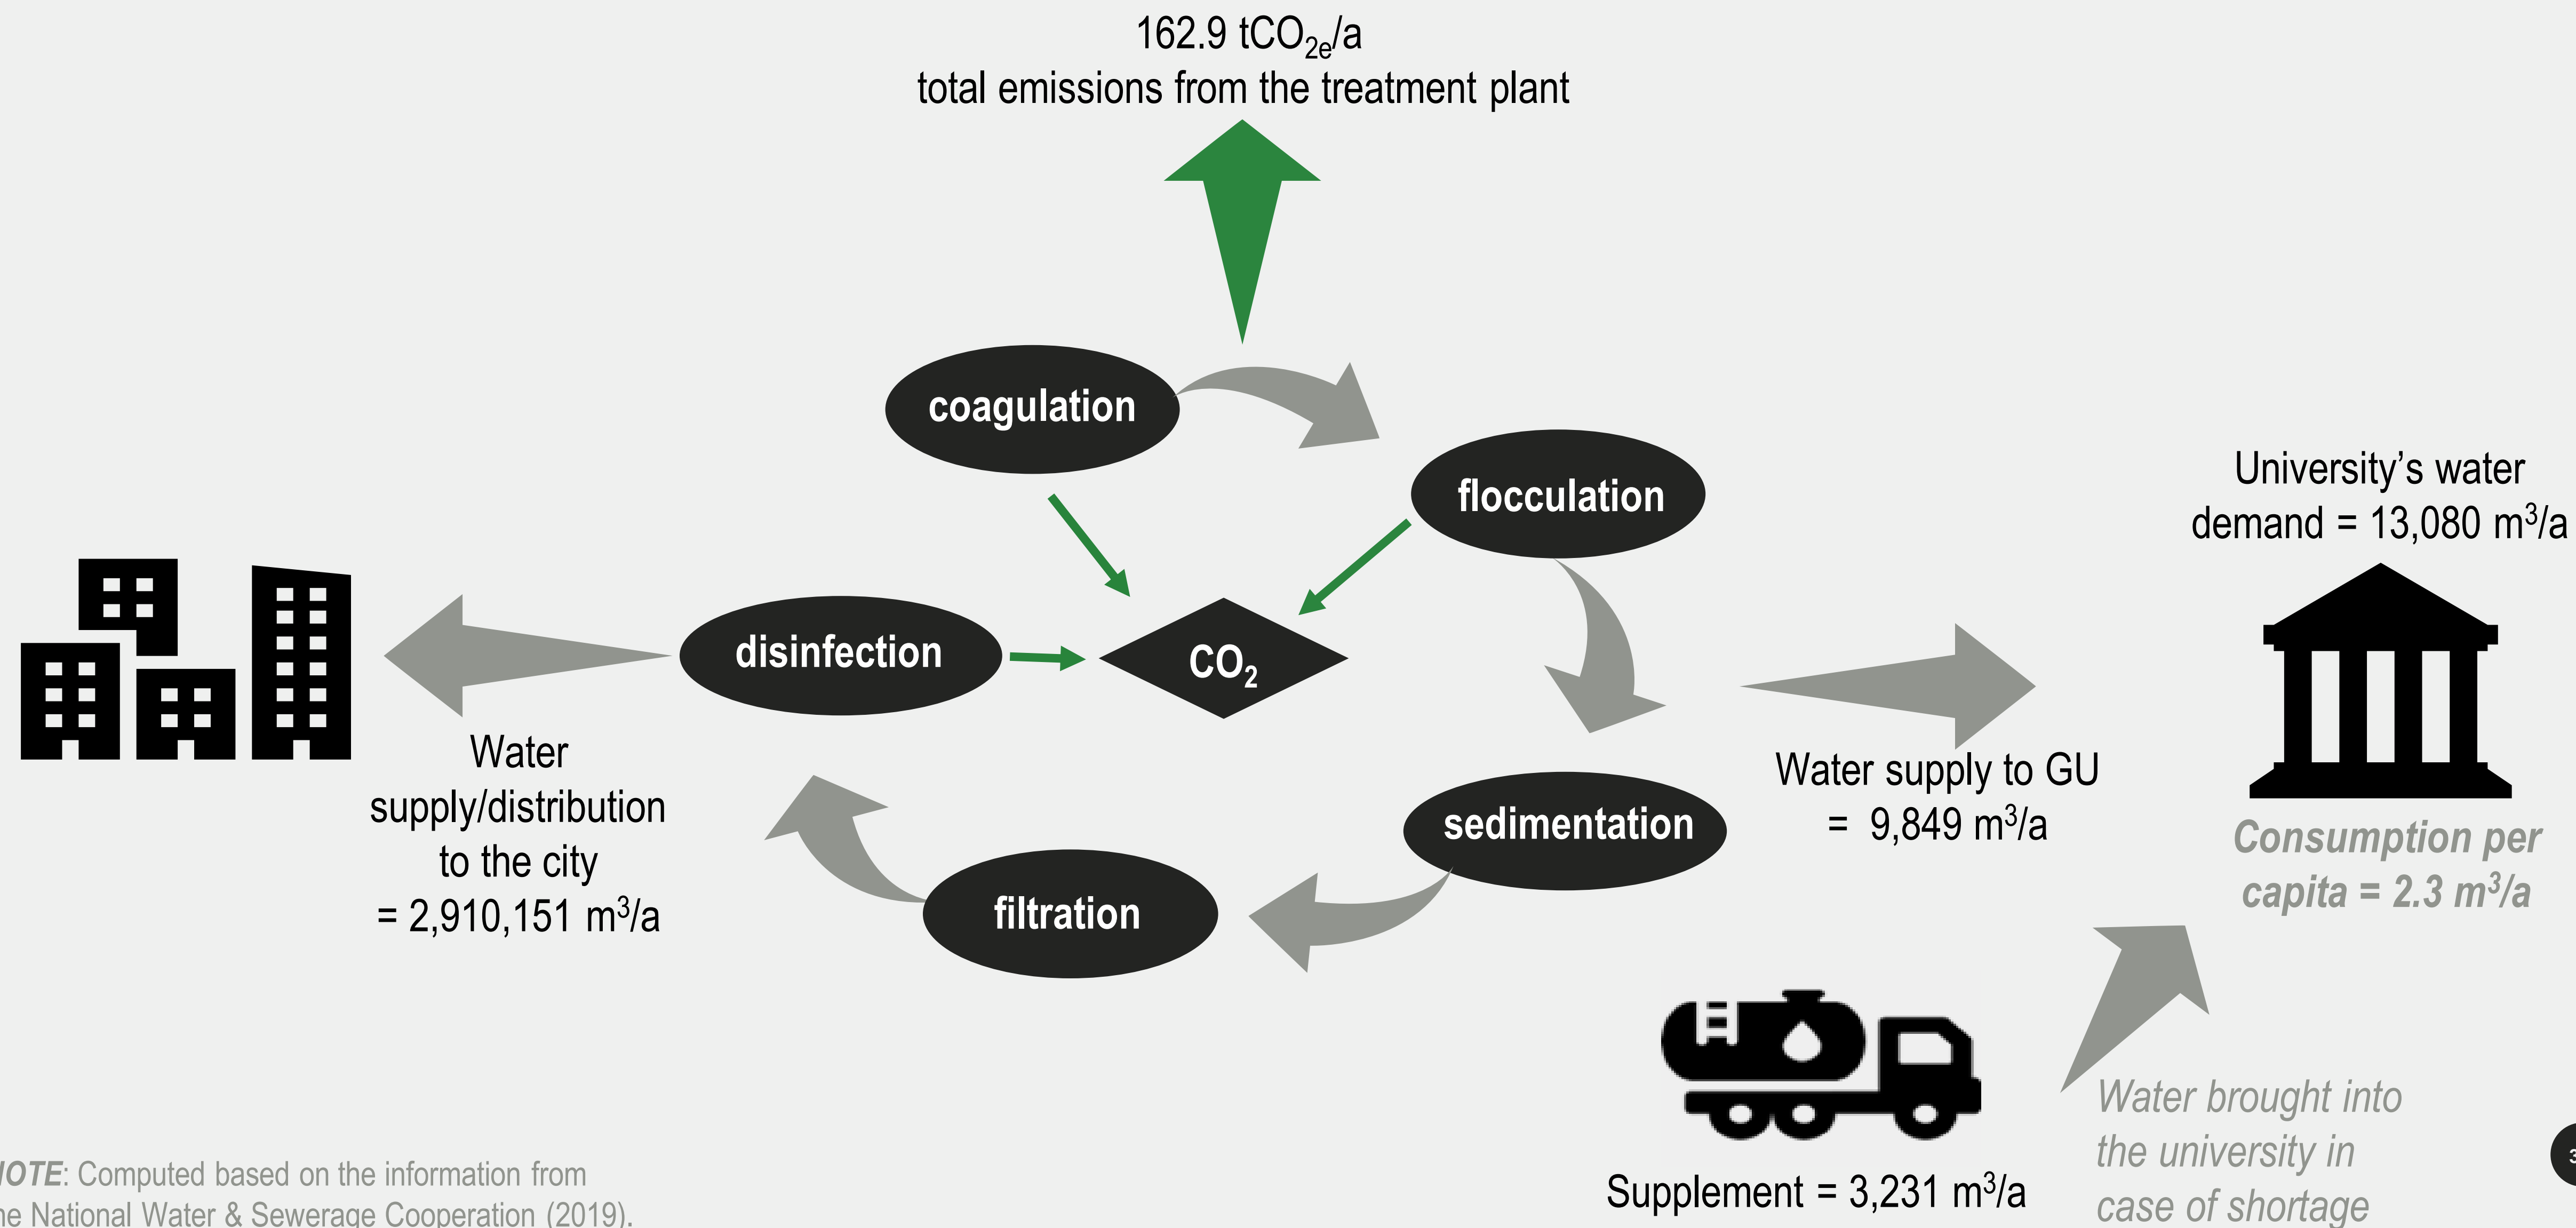 162.9 tCO₂ₑ/a
total emissions from the treatment plant
coagulation
flocculation
University’s water
demand = 13,080 m³/a
disinfection
CO₂
Water
supply/distribution
to the city
= 2,910,151 m³/a
Water supply to GU
= 9,849 m³/a
sedimentation
filtration
Consumption per
capita = 2.3 m³/a
Water brought into
the university in
case of shortage
Supplement = 3,231 m³/a
OTE: Computed based on the information from
he National Water & Sewerage Cooperation (2019).
3